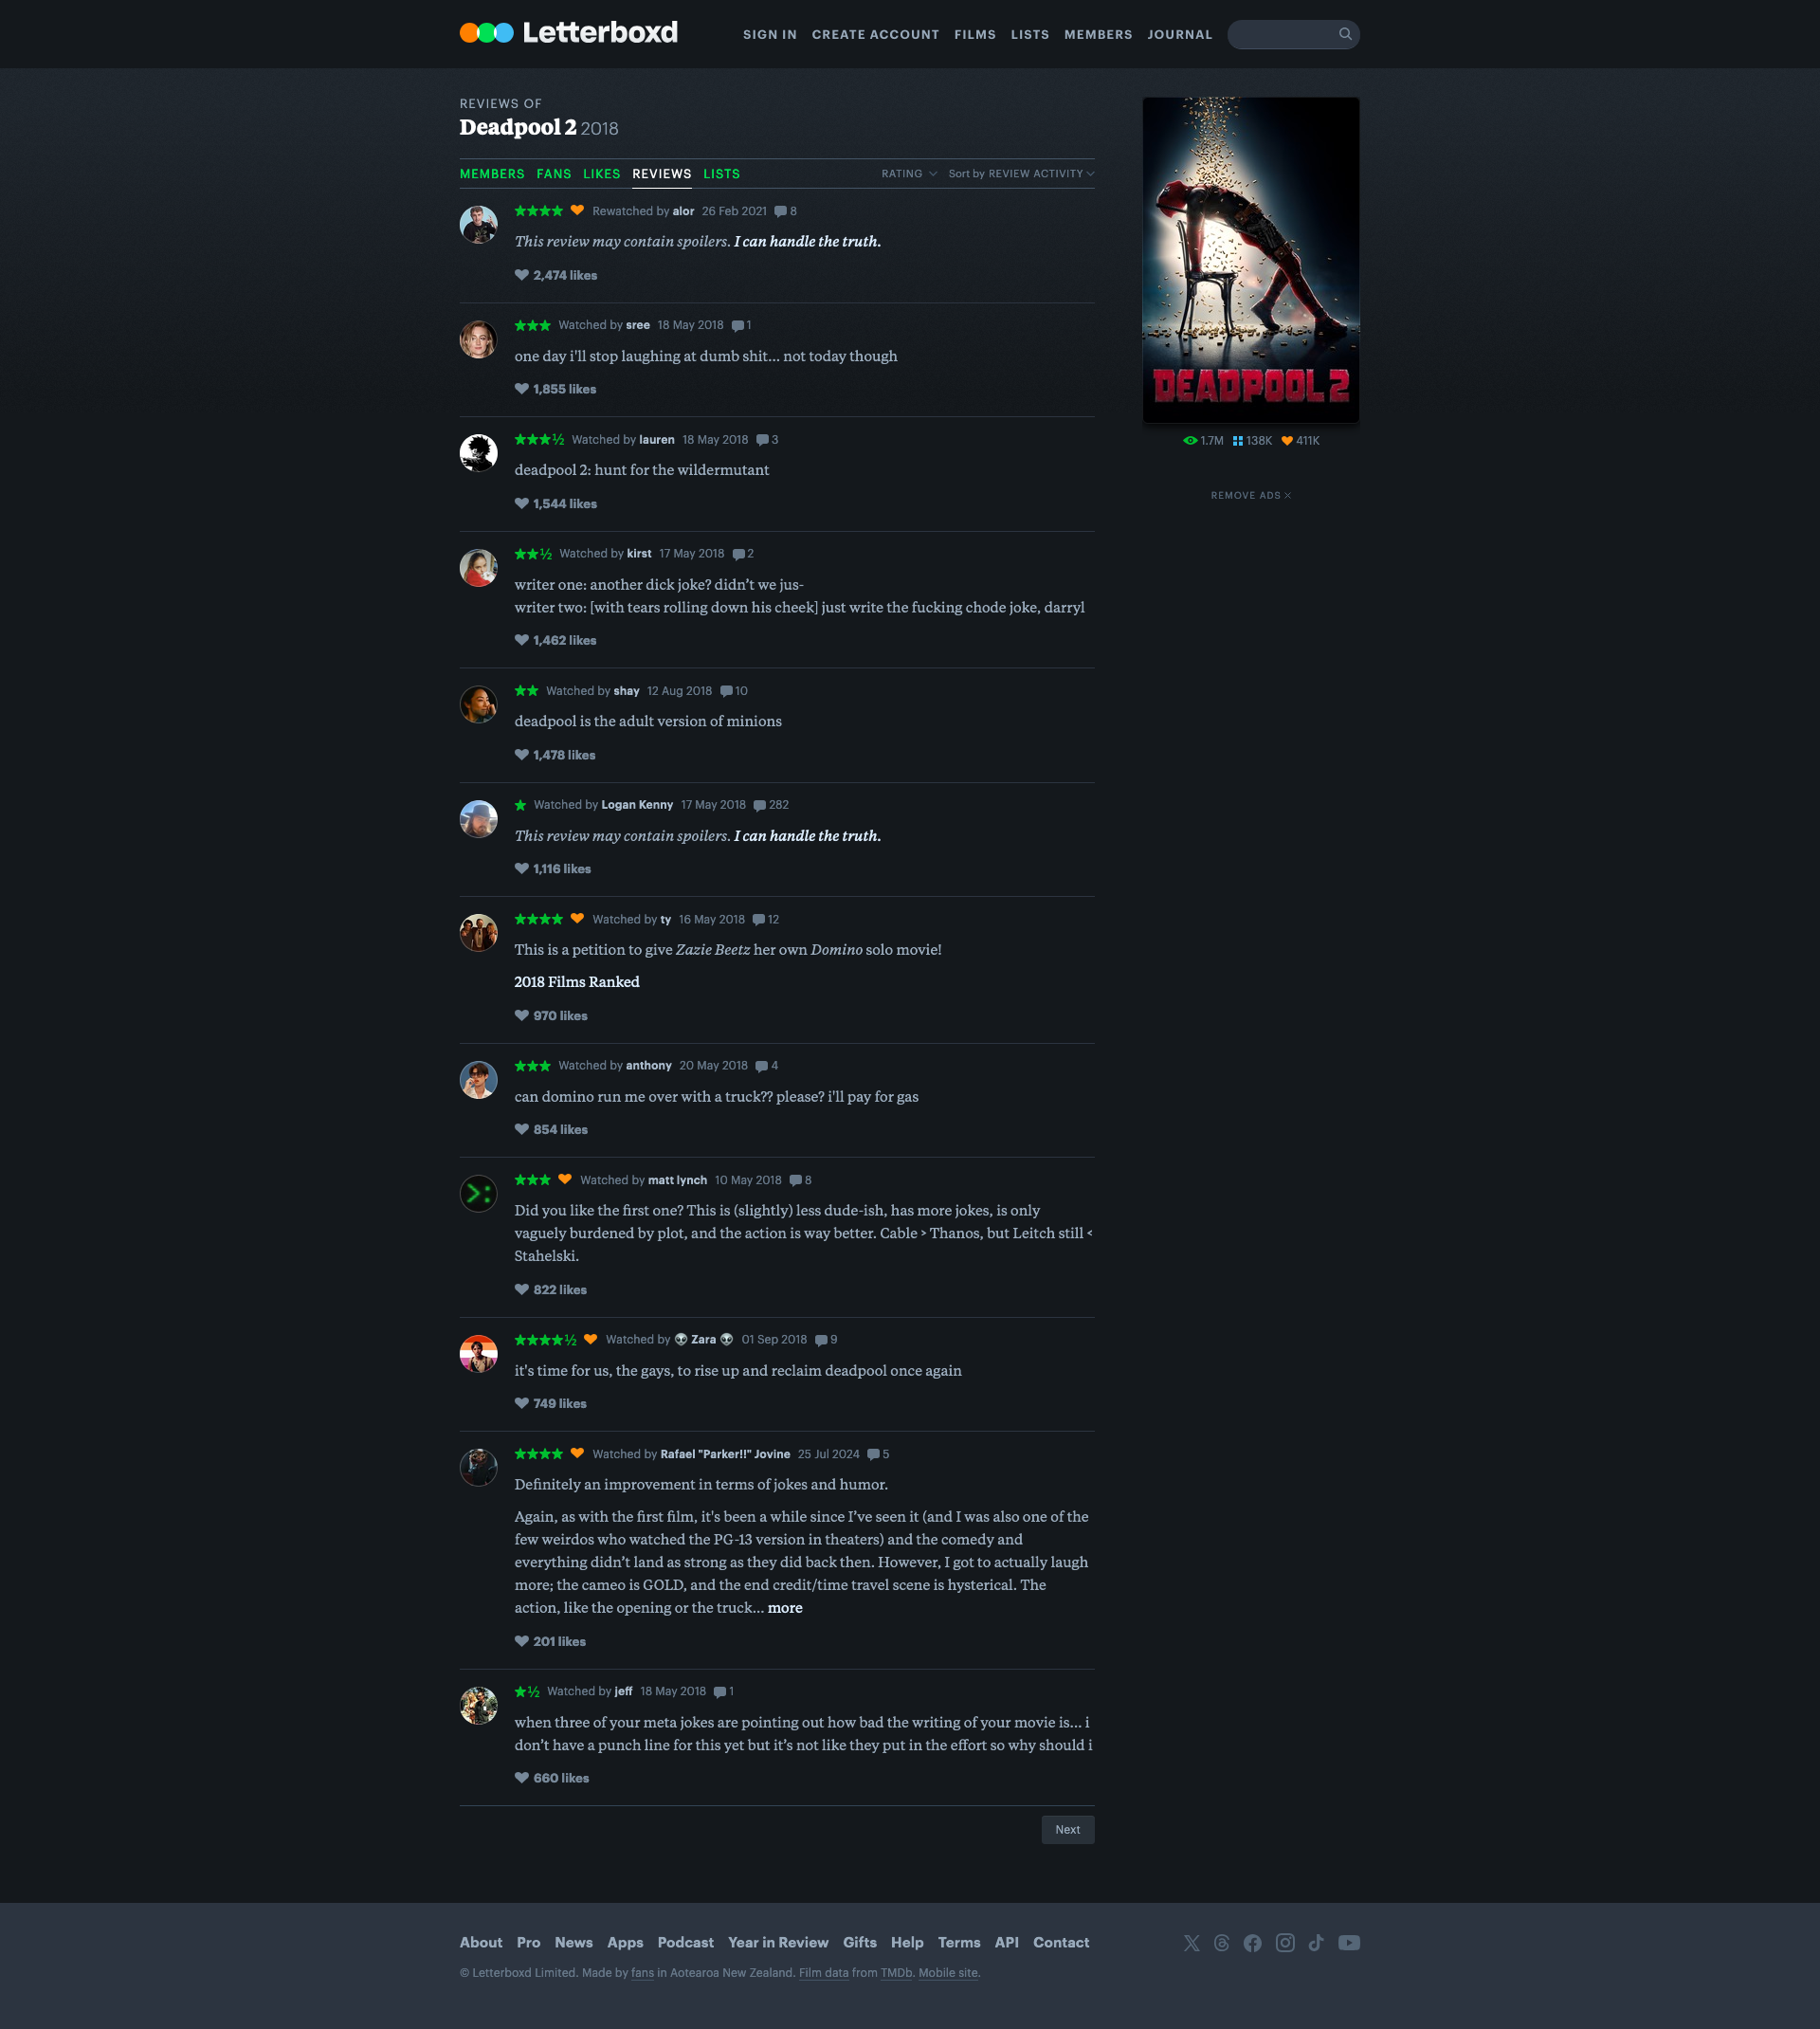 Letterboxd
SIGN IN CREATE ACCOUNT FILMS LISTS MEMBERS JOURNAL
REVIEWS OF
Deadpool 2 2018
MEMBERS FANS LIKES REVIEWS LISTS RATING Sort by REVIEW ACTIVITY
★★★★ Rewatched by alor 26 Feb 2021 8
This review may contain spoilers. I can handle the truth.
2,474 likes
★★★ Watched by sree 18 May 2018 1
one day i'll stop laughing at dumb shit... not today though
1,855 likes
★★★½ Watched by lauren 18 May 2018 3
deadpool 2: hunt for the wildermutant
1,544 likes
★★½ Watched by kirst 17 May 2018 2
writer one: another dick joke? didn’t we jus-
writer two: [with tears rolling down his cheek] just write the fucking chode joke, darryl
1,462 likes
★★ Watched by shay 12 Aug 2018 10
deadpool is the adult version of minions
1,478 likes
★ Watched by Logan Kenny 17 May 2018 282
This review may contain spoilers. I can handle the truth.
1,116 likes
★★★★ Watched by ty 16 May 2018 12
This is a petition to give Zazie Beetz her own Domino solo movie!
2018 Films Ranked
970 likes
★★★ Watched by anthony 20 May 2018 4
can domino run me over with a truck?? please? i'll pay for gas
854 likes
★★★ Watched by matt lynch 10 May 2018 8
Did you like the first one? This is (slightly) less dude-ish, has more jokes, is only
vaguely burdened by plot, and the action is way better. Cable > Thanos, but Leitch still <
Stahelski.
822 likes
★★★★½ Watched by 👽 Zara 👽 01 Sep 2018 9
it's time for us, the gays, to rise up and reclaim deadpool once again
749 likes
★★★★ Watched by Rafael "Parker!!" Jovine 25 Jul 2024 5
Definitely an improvement in terms of jokes and humor.
Again, as with the first film, it's been a while since I’ve seen it (and I was also one of the
few weirdos who watched the PG-13 version in theaters) and the comedy and
everything didn’t land as strong as they did back then. However, I got to actually laugh
more; the cameo is GOLD, and the end credit/time travel scene is hysterical. The
action, like the opening or the truck... more
201 likes
★½ Watched by jeff 18 May 2018 1
when three of your meta jokes are pointing out how bad the writing of your movie is... i
don’t have a punch line for this yet but it’s not like they put in the effort so why should i
660 likes
Next
DEADPOOL 2
1.7M 138K 411K
REMOVE ADS
About Pro News Apps Podcast Year in Review Gifts Help Terms API Contact
© Letterboxd Limited. Made by fans in Aotearoa New Zealand. Film data from TMDb. Mobile site.